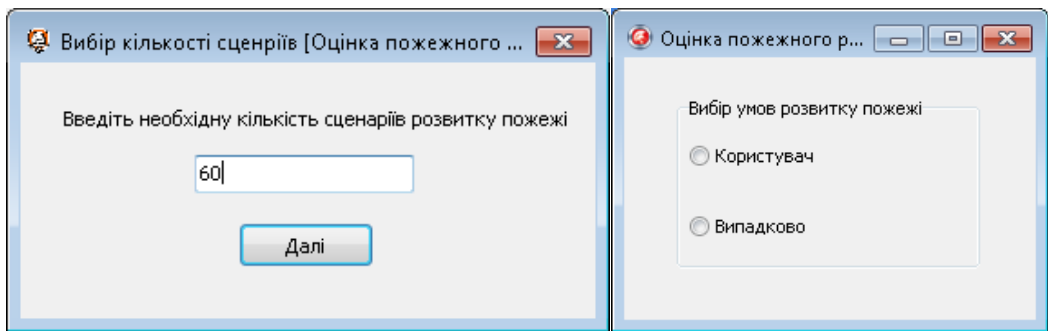 Вибір кількості сценріїв [Оцінка пожежного ...
Введіть необхідну кількість сценаріїв розвитку пожежі
60
Далі
Оцінка пожежного р...
Вибір умов розвитку пожежі
Користувач
Випадково